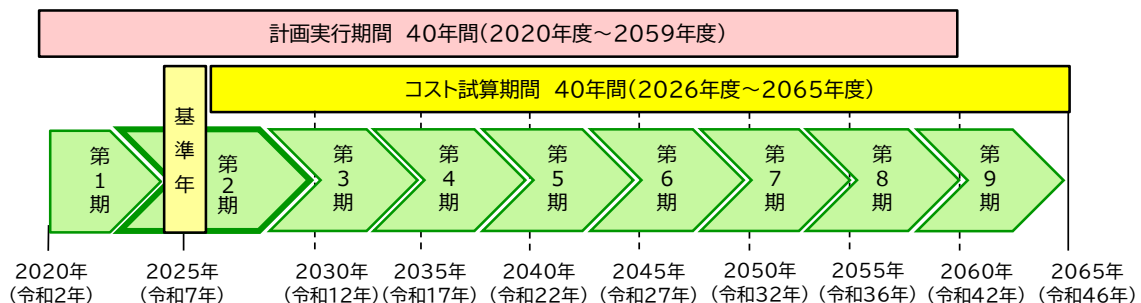 計画実行期間 40年間(2020年度～2059年度)
コスト試算期間 40年間(2026年度～2065年度)
基準年
第1期
第2期
第3期
第4期
第5期
第6期
第7期
第8期
第9期
2020年 2025年 2030年 2035年 2040年 2045年 2050年 2055年 2060年 2065年
(令和2年) (令和7年) (令和12年) (令和17年) (令和22年) (令和27年) (令和32年) (令和36年) (令和42年) (令和46年)